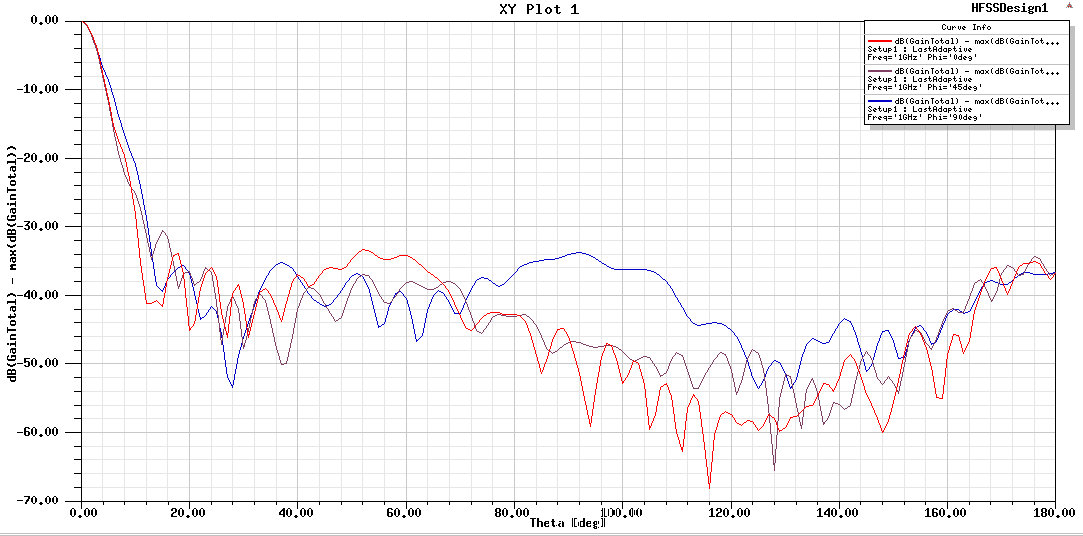 XY Plot 1
HFSSDesign1
Curve Info
dB(GainTotal) - max(dB(GainTot...
Setup1 : LastAdaptive
Freq='1GHz' Phi='0deg'
dB(GainTotal) - max(dB(GainTot...
Setup1 : LastAdaptive
Freq='1GHz' Phi='45deg'
dB(GainTotal) - max(dB(GainTot...
Setup1 : LastAdaptive
Freq='1GHz' Phi='90deg'
dB(GainTotal) - max(dB(GainTotal))
0.00
-10.00
-20.00
-30.00
-40.00
-50.00
-60.00
-70.00
0.00 20.00 40.00 60.00 80.00 100.00 120.00 140.00 160.00 180.00
Theta [deg]